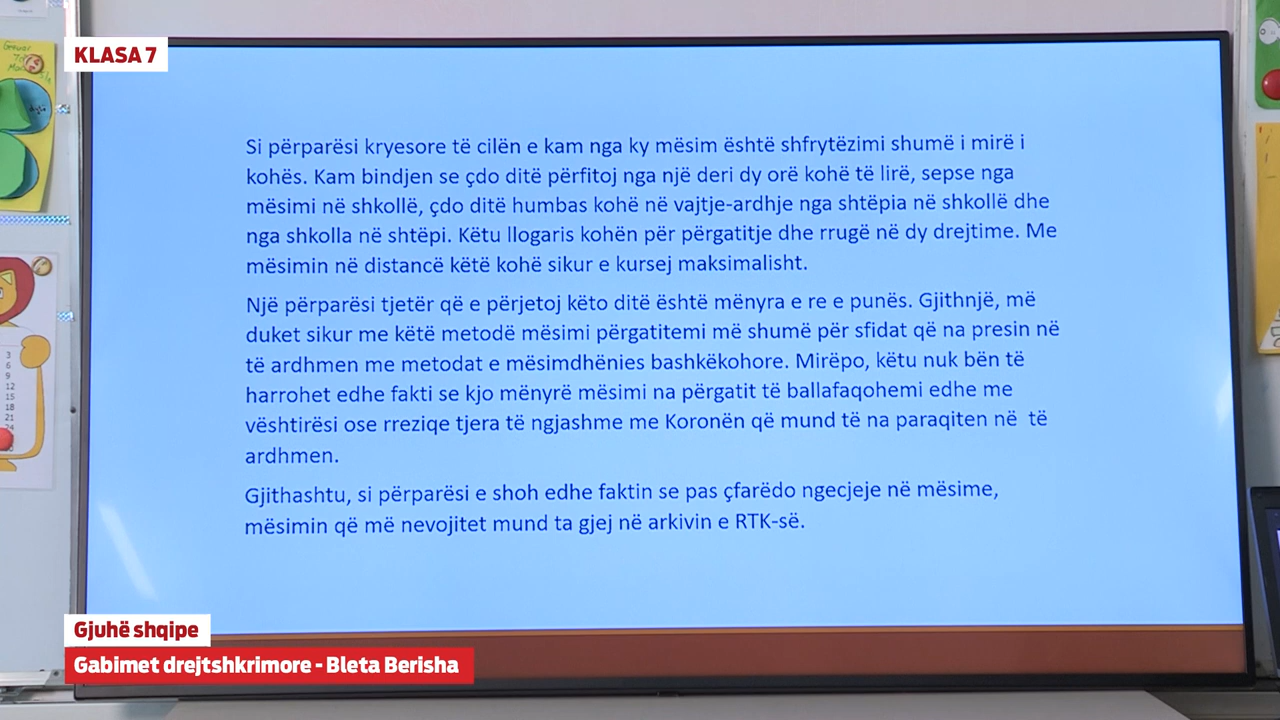 KLASA 7
Si përparësi kryesore të cilën e kam nga ky mësim është shfrytëzimi shumë i mirë i
kohës. Kam bindjen se çdo ditë përfitoj nga një deri dy orë kohë të lirë, sepse nga
mësimi në shkollë, çdo ditë humbas kohë në vajtje-ardhje nga shtëpia në shkollë dhe
nga shkolla në shtëpi. Këtu llogaris kohën për përgatitje dhe rrugë në dy drejtime. Me
mësimin në distancë këtë kohë sikur e kursej maksimalisht.
Një përparësi tjetër që e përjetoj këto ditë është mënyra e re e punës. Gjithnjë, më
duket sikur me këtë metodë mësimi përgatitemi më shumë për sfidat që na presin në
të ardhmen me metodat e mësimdhënies bashkëkohore. Mirëpo, këtu nuk bën të
harrohet edhe fakti se kjo mënyrë mësimi na përgatit të ballafaqohemi edhe me
vështirësi ose rreziqe tjera të ngjashme me Koronën që mund të na paraqiten në të
ardhmen.
Gjithashtu, si përparësi e shoh edhe faktin se pas çfarëdo ngecjeje në mësime,
mësimin që më nevojitet mund ta gjej në arkivin e RTK-së.
3
6
9
12
15
18
21
Gjuhë shqipe
Gabimet drejtshkrimore - Bleta Berisha